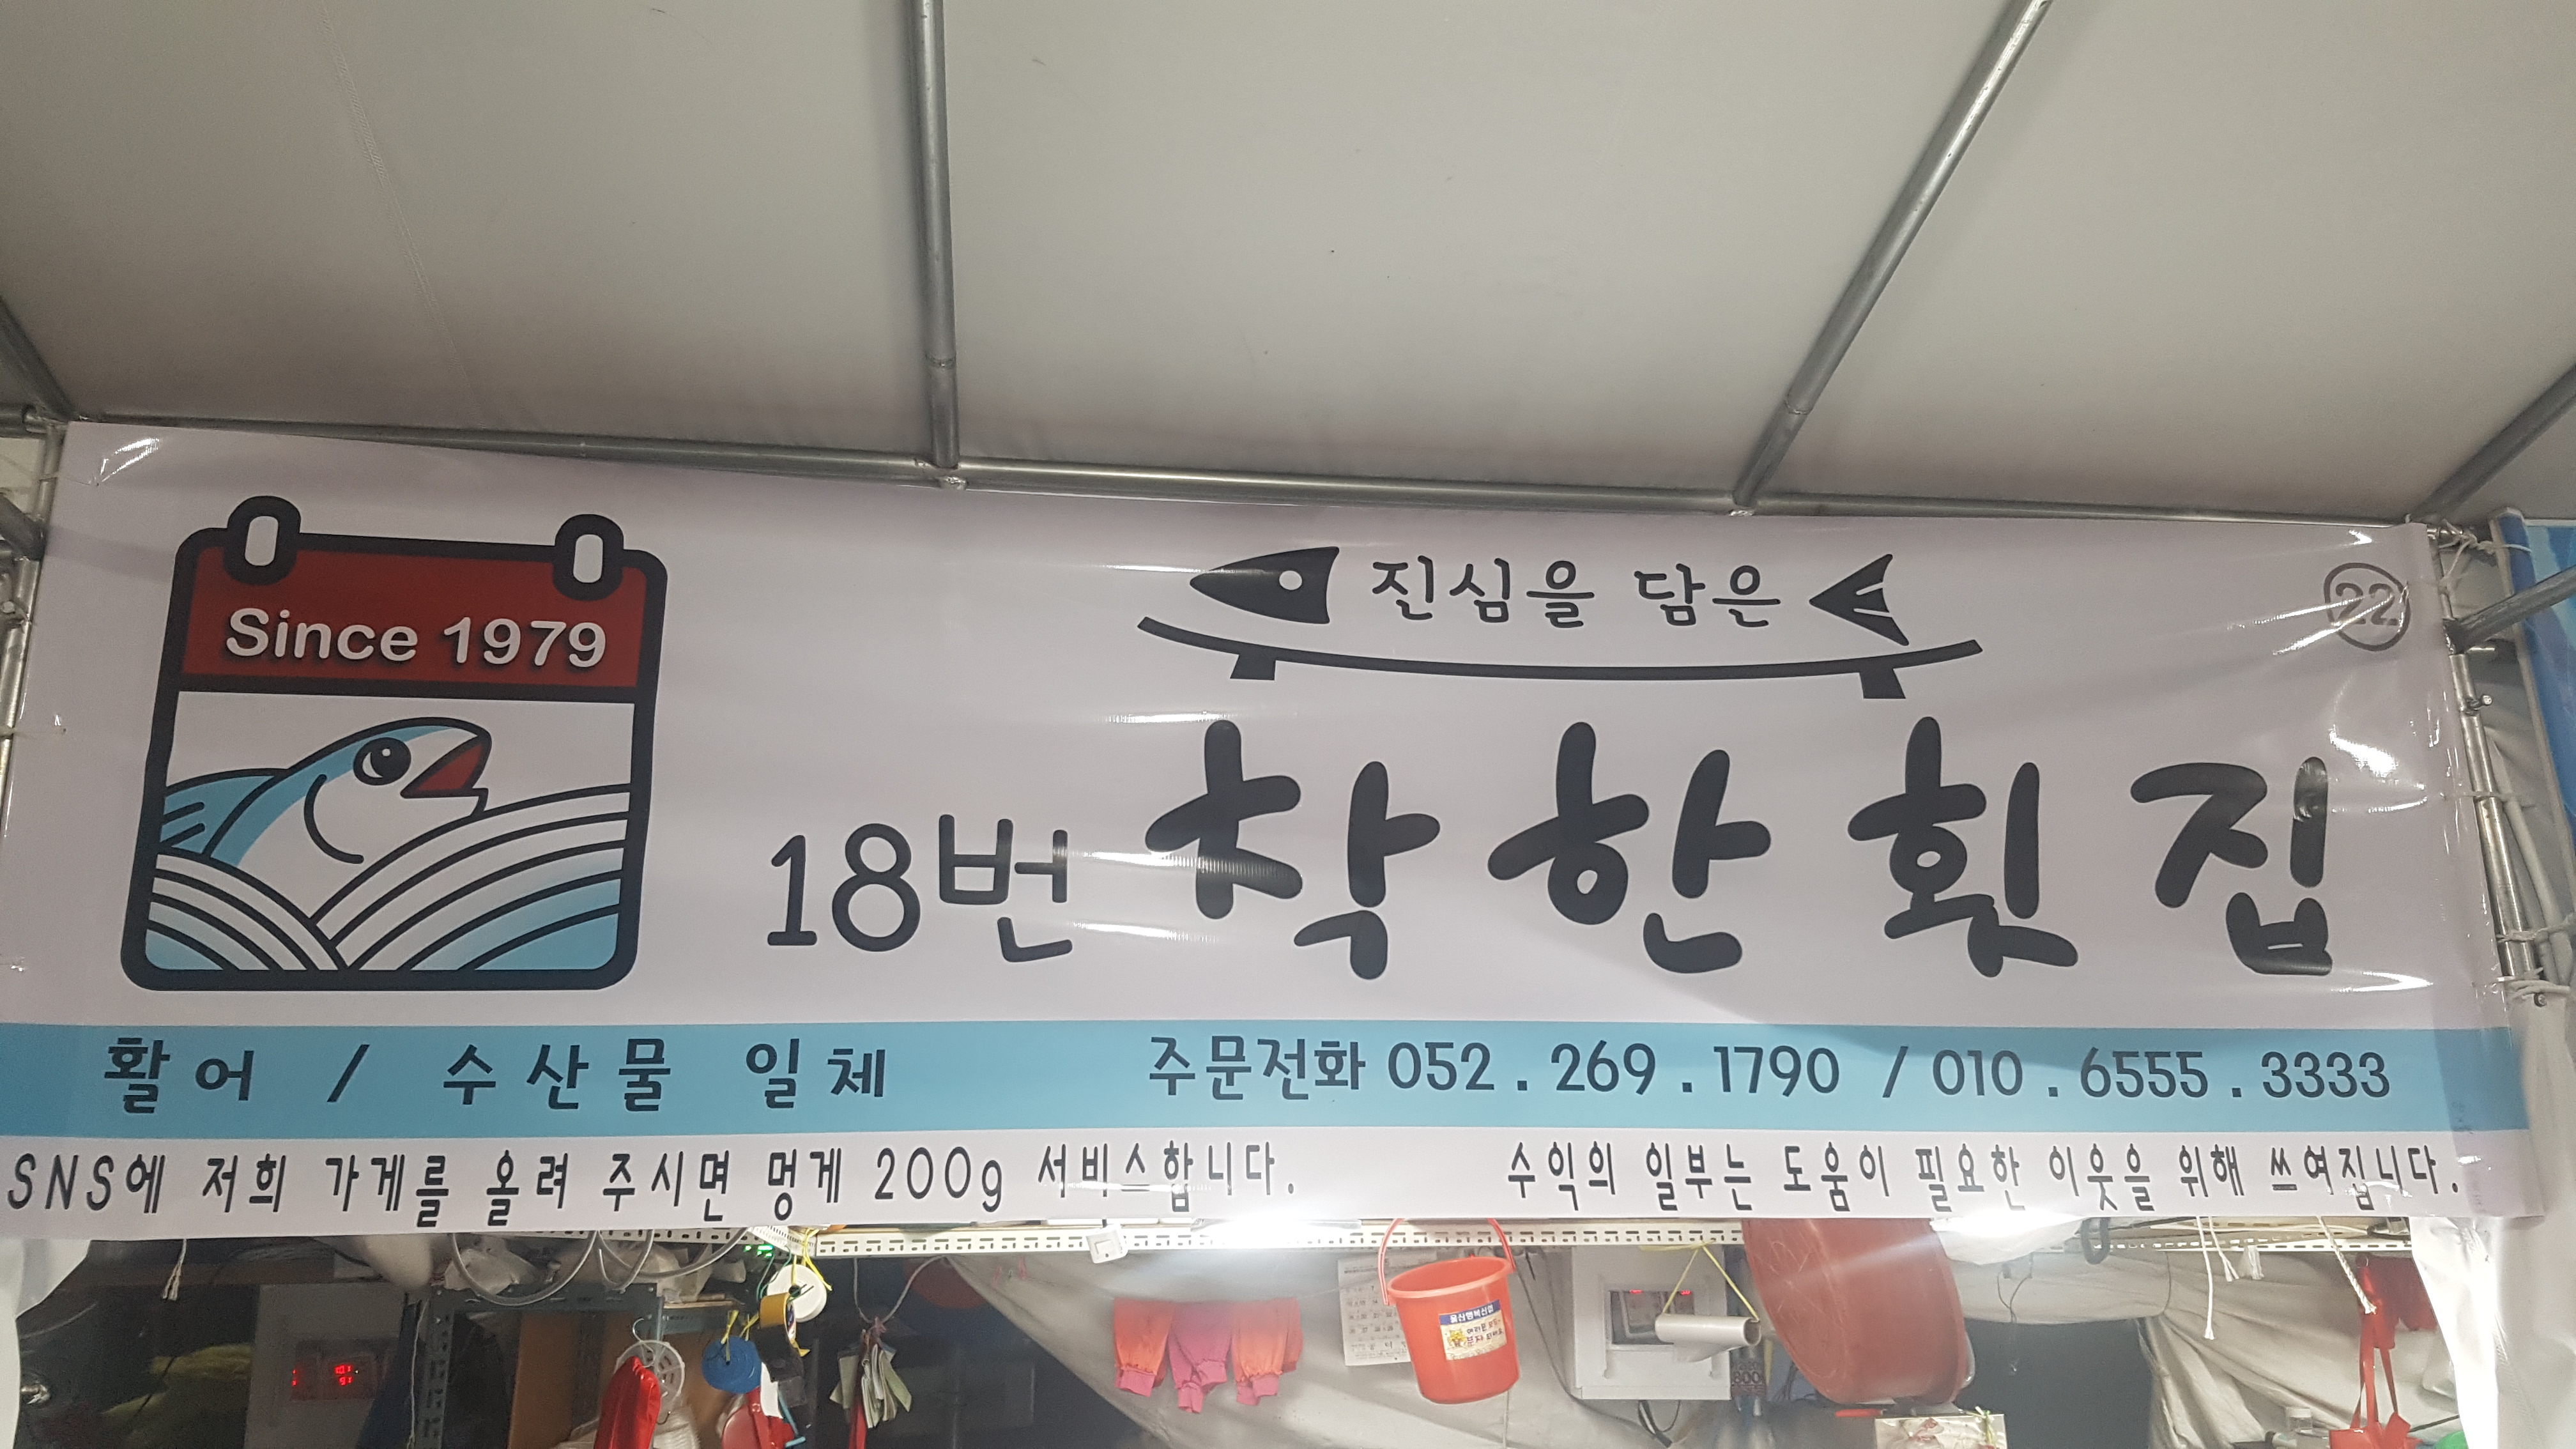 Since 1979
진심을 담은
22
18번 착한횟집
활어 / 수산물 일체
주문전화 052 . 269 . 1790 / 010 . 6555 . 3333
SNS에 저희 가게를 올려 주시면 멍게 200g 서비스합니다.
수익의 일부는 도움이 필요한 이웃을 위해 쓰여집니다.